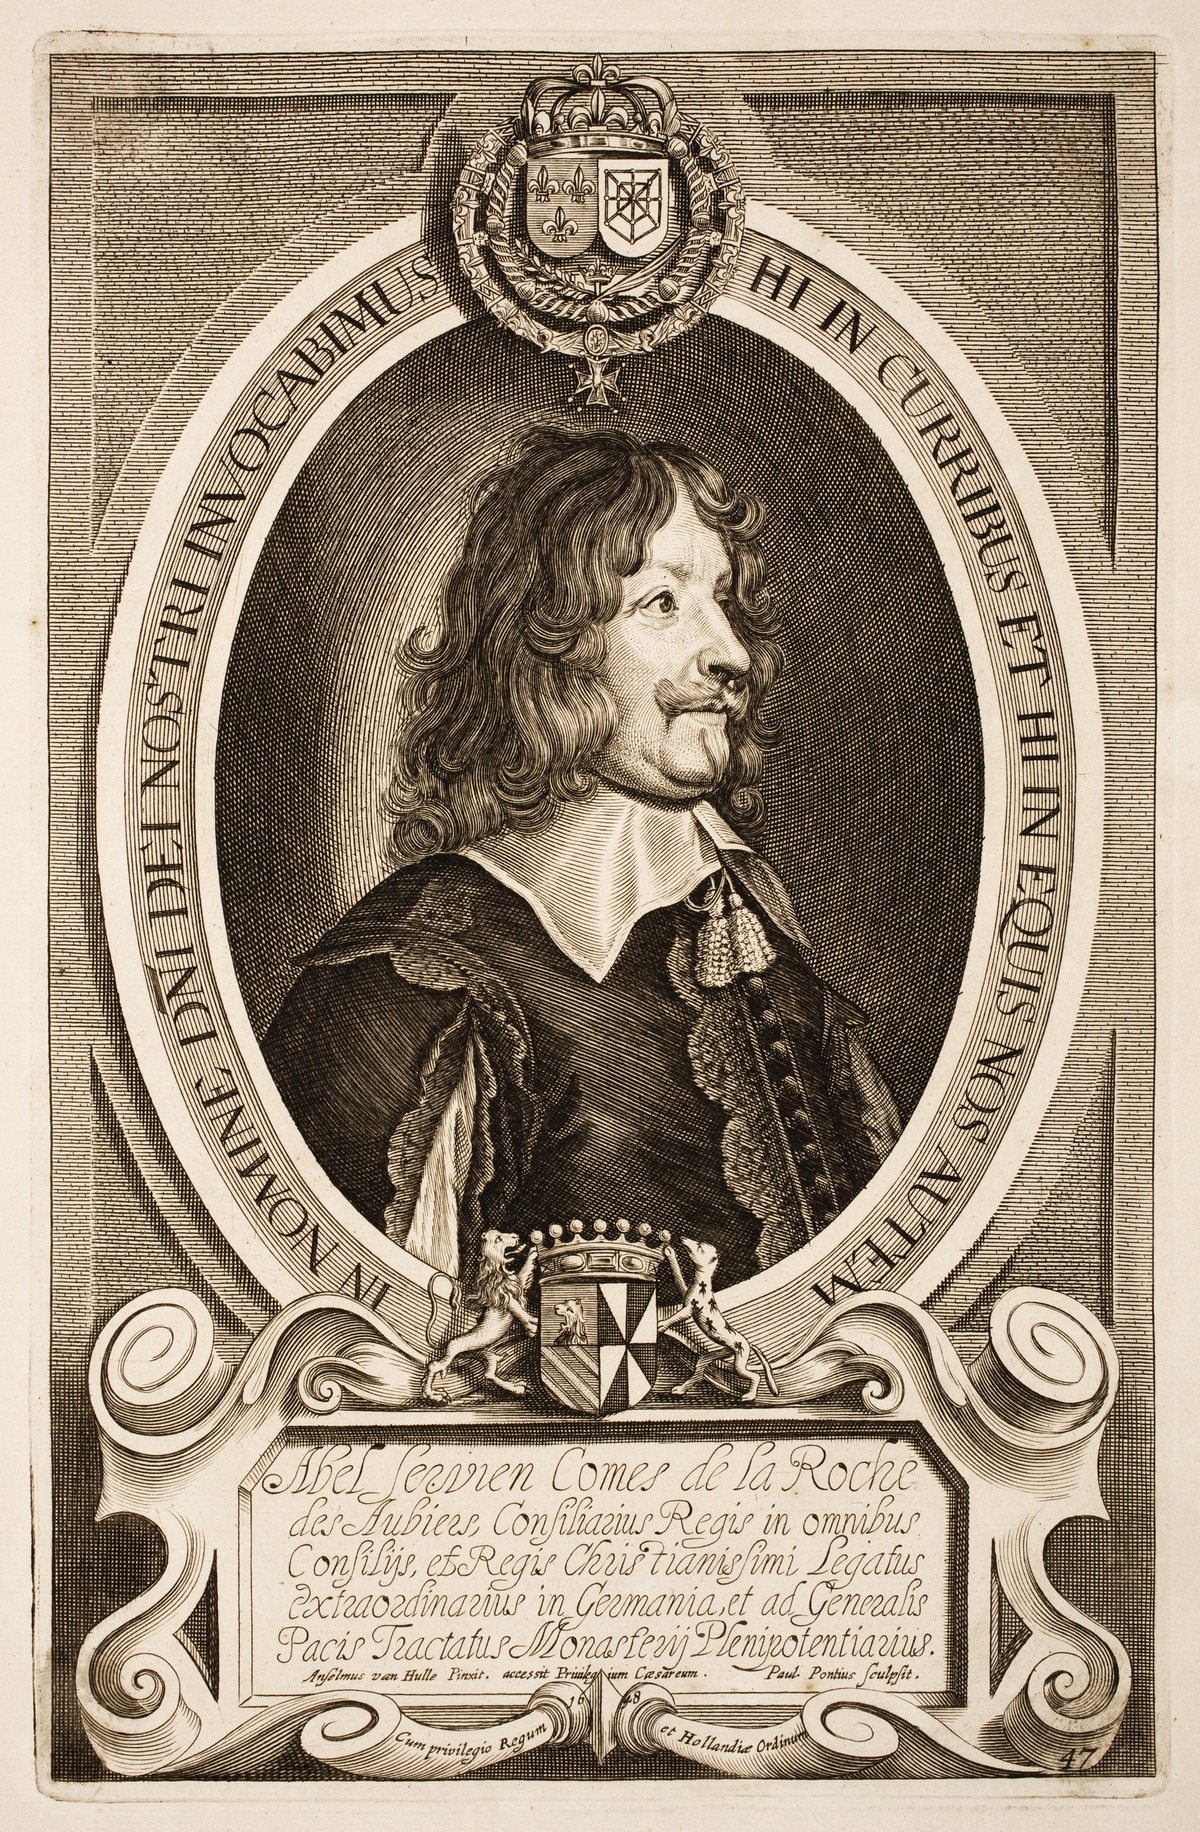 HI IN CURRIBUS ET HI IN EQUIS NOS AUTEM
IN NOMINE DÑI DEI NOSTRI INVOCABIMUS
Abel Servien Comes de la Roche
des Aubiers, Consiliarius Regis in omnibus
Consilijs, et Regis Christianissimi Legatus
extraordinarius in Germania, et ad Generalis
Pacis Tractatus Monasterij Plenipotentiarius.
Anselmus van Hulle Pinxit. accessit Privilegium Cæsareum. Paul. Pontius sculpsit.
16 48
Cum privilegio Regum et Hollandiæ Ordinum
47